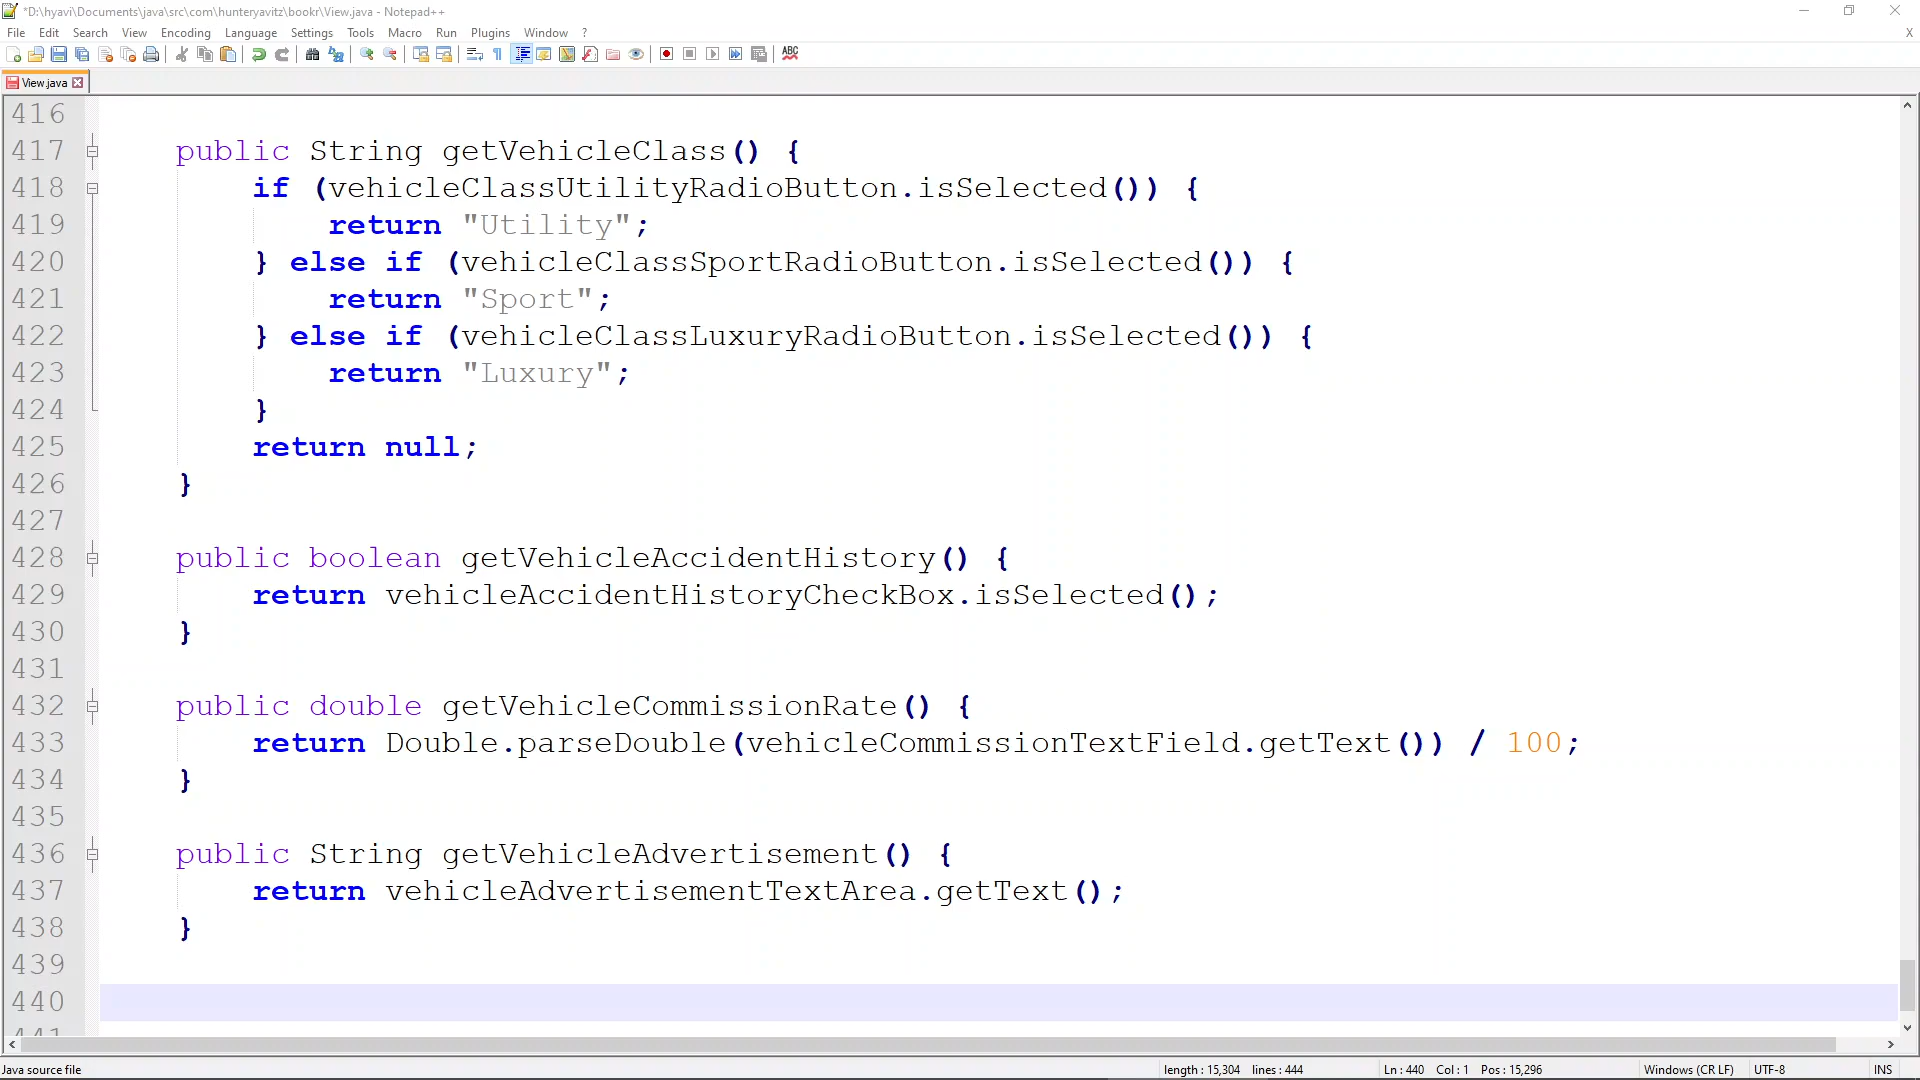 *D:\hyavi\Documents\java\src\com\hunteryavitz\bookr\View.java - Notepad++
File Edit Search View Encoding Language Settings Tools Macro Run Plugins Window ? X
ABC
View.java
416
417 public String getVehicleClass() {
418 if (vehicleClassUtilityRadioButton.isSelected()) {
419 return "Utility";
420 } else if (vehicleClassSportRadioButton.isSelected()) {
421 return "Sport";
422 } else if (vehicleClassLuxuryRadioButton.isSelected()) {
423 return "Luxury";
424 }
425 return null;
426 }
427
428 public boolean getVehicleAccidentHistory() {
429 return vehicleAccidentHistoryCheckBox.isSelected();
430 }
431
432 public double getVehicleCommissionRate() {
433 return Double.parseDouble(vehicleCommissionTextField.getText()) / 100;
434 }
435
436 public String getVehicleAdvertisement() {
437 return vehicleAdvertisementTextArea.getText();
438 }
439
440
441
Java source file length : 15,304 lines : 444 Ln : 440 Col : 1 Pos : 15,296 Windows (CR LF) UTF-8 INS